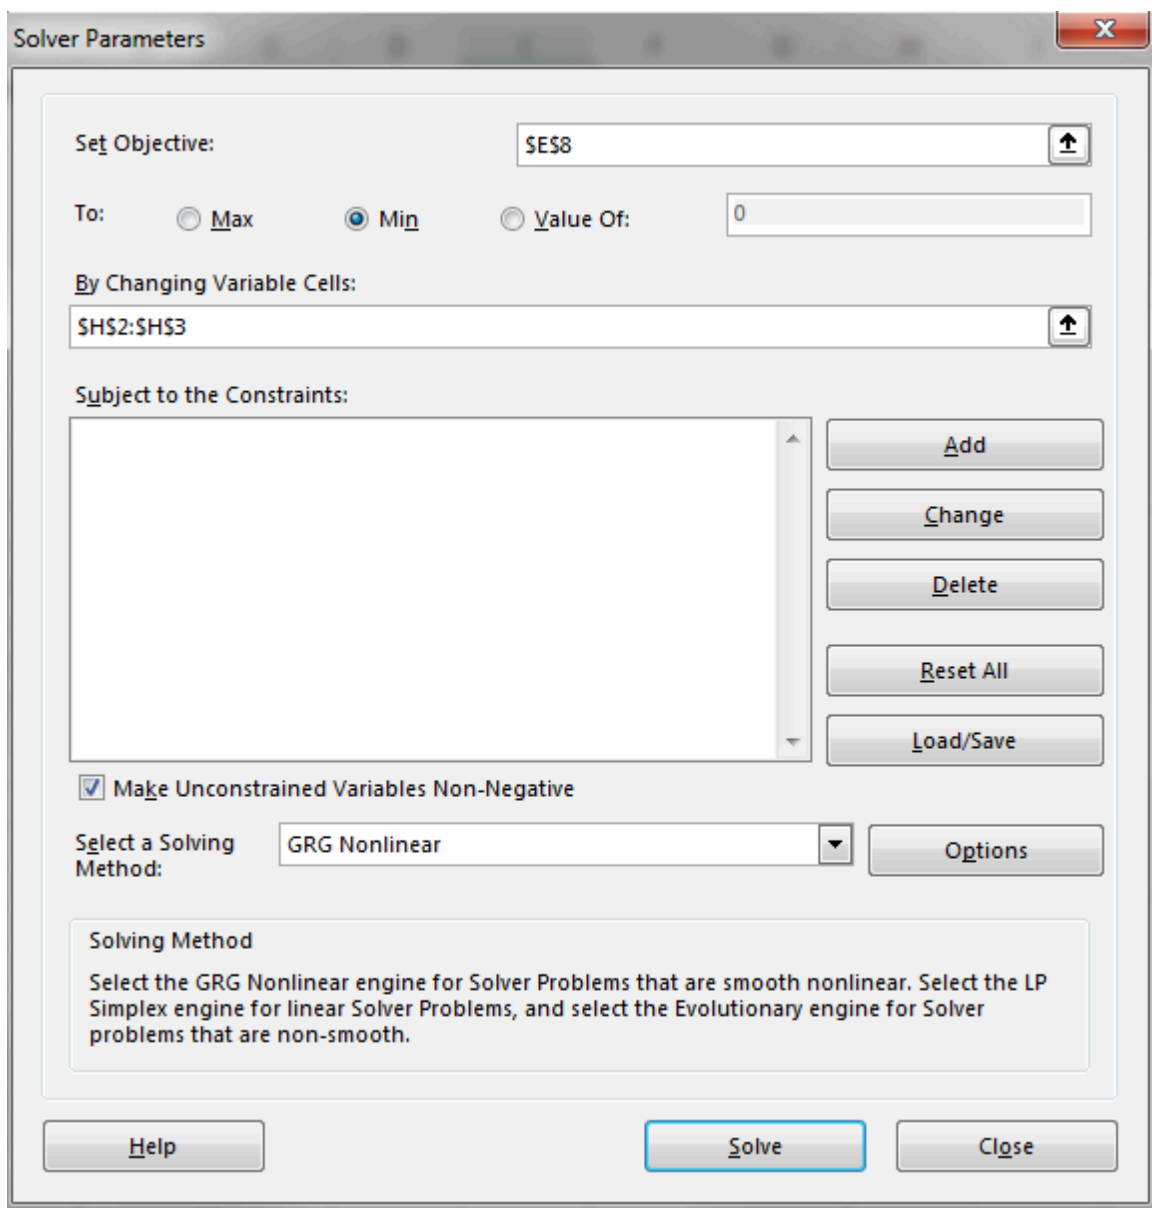 Solver Parameters
Set Objective:
$E$8
To:
Max
Min
Value Of:
0
By Changing Variable Cells:
$H$2:$H$3
Subject to the Constraints:
Add
Change
Delete
Reset All
Load/Save
Make Unconstrained Variables Non-Negative
Select a Solving
Method:
GRG Nonlinear
Options
Solving Method
Select the GRG Nonlinear engine for Solver Problems that are smooth nonlinear. Select the LP
Simplex engine for linear Solver Problems, and select the Evolutionary engine for Solver
problems that are non-smooth.
Help
Solve
Close